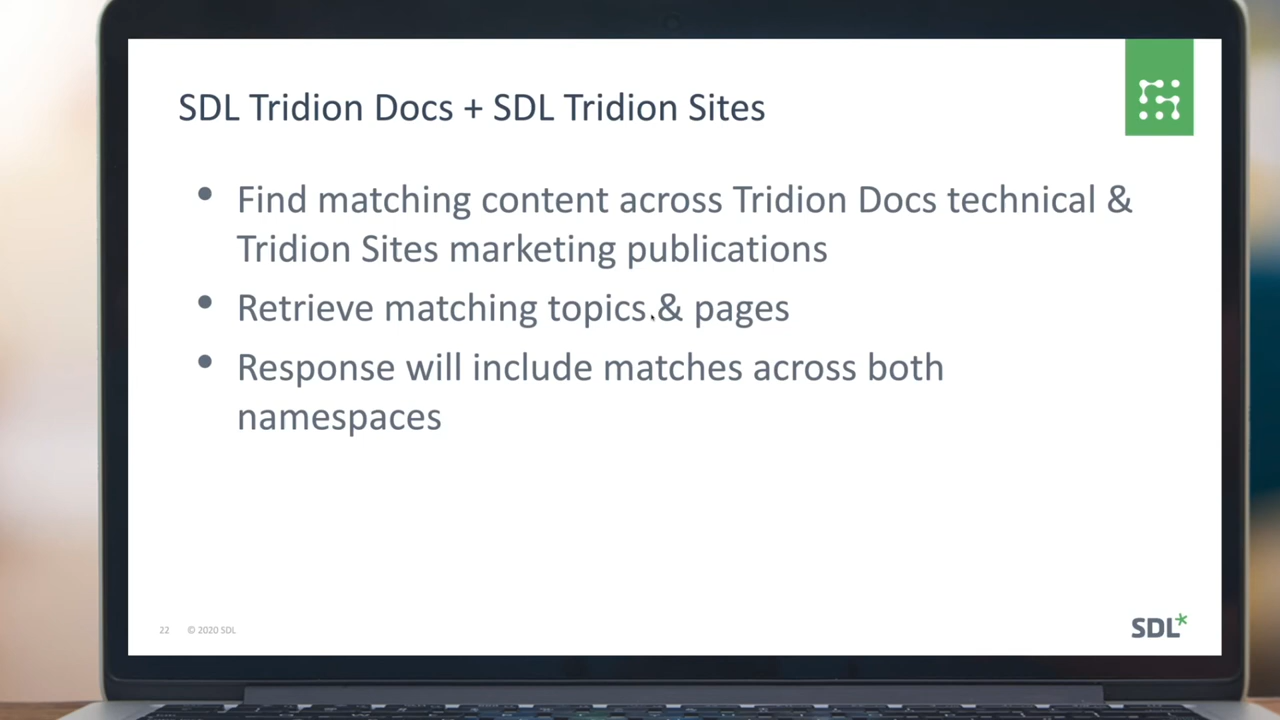 SDL Tridion Docs + SDL Tridion Sites
• Find matching content across Tridion Docs technical &
Tridion Sites marketing publications
• Retrieve matching topics & pages
• Response will include matches across both
namespaces
22 © 2020 SDL
SDL*